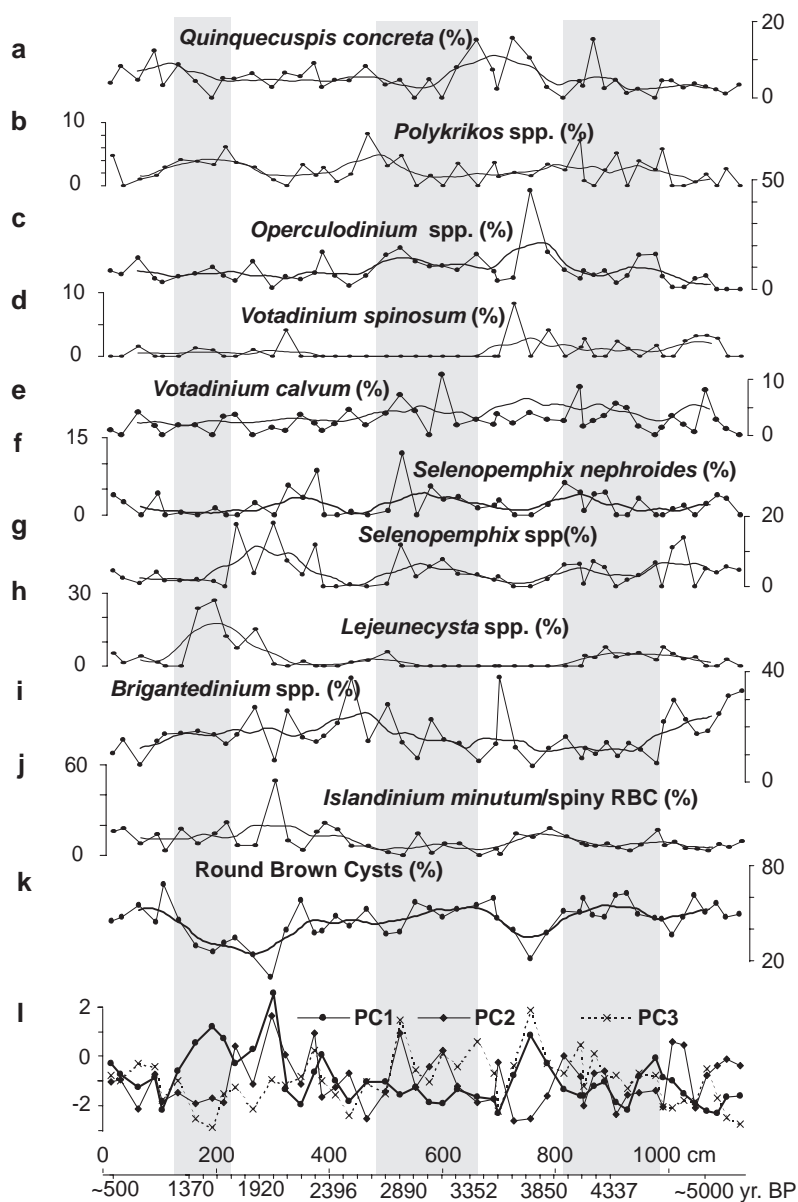 20
a
Quinquecuspis concreta (%)
0
10
b
Polykrikos spp. (%)
0
50
c
Operculodinium spp. (%)
0
10
d
Votadinium spinosum (%)
0
e
Votadinium calvum (%)
10
0
15
f
Selenopemphix nephroides (%)
0
20
g
Selenopemphix spp(%)
0
30
h
Lejeunecysta spp. (%)
0
40
i
Brigantedinium spp. (%)
0
60
j
Islandinium minutum/spiny RBC (%)
0
80
k
Round Brown Cysts (%)
20
l
2
PC1 PC2 PC3
0
-2
0 200 400 600 800 1000 cm
~500 1370 1920 2396 2890 3352 3850 4337 ~5000 yr. BP